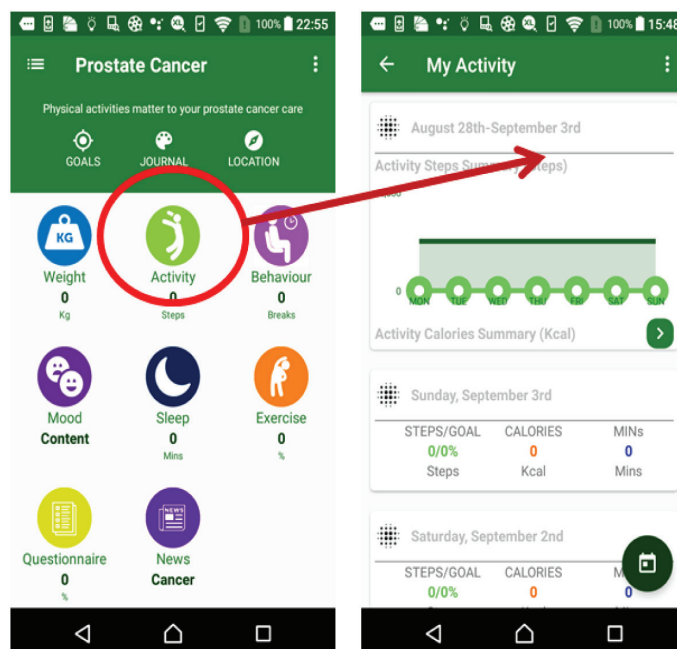 100% 22:55
Prostate Cancer
Physical activities matter to your prostate cancer care
GOALS JOURNAL LOCATION
KG
Weight Activity Behaviour
0 0 0
Kg Steps Breaks
Mood Sleep Exercise
Content 0 0
Mins %
NEWS
Questionnaire News
0 Cancer
%
100% 15:48
My Activity
August 28th-September 3rd
Activity Steps Summary (Steps)
0
MON TUE WED THU FRI SAT SUN
Activity Calories Summary (Kcal)
Sunday, September 3rd
STEPS/GOAL CALORIES MINs
0/0% 0 0
Steps Kcal Mins
Saturday, September 2nd
STEPS/GOAL CALORIES
0/0% 0 0